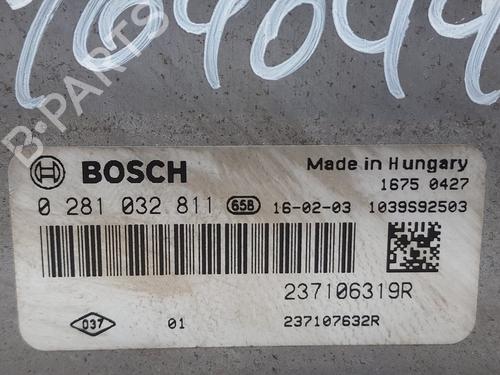 B-PARTS
BOSCH
Made in Hungary
1675 0427
0 281 032 811 65B 16-02-03 1039S92503
237106319R
037 01 237107632R